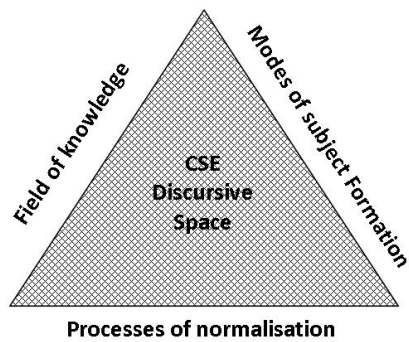 Field of knowledge
Modes of subject Formation
CSE
Discursive
Space
Processes of normalisation